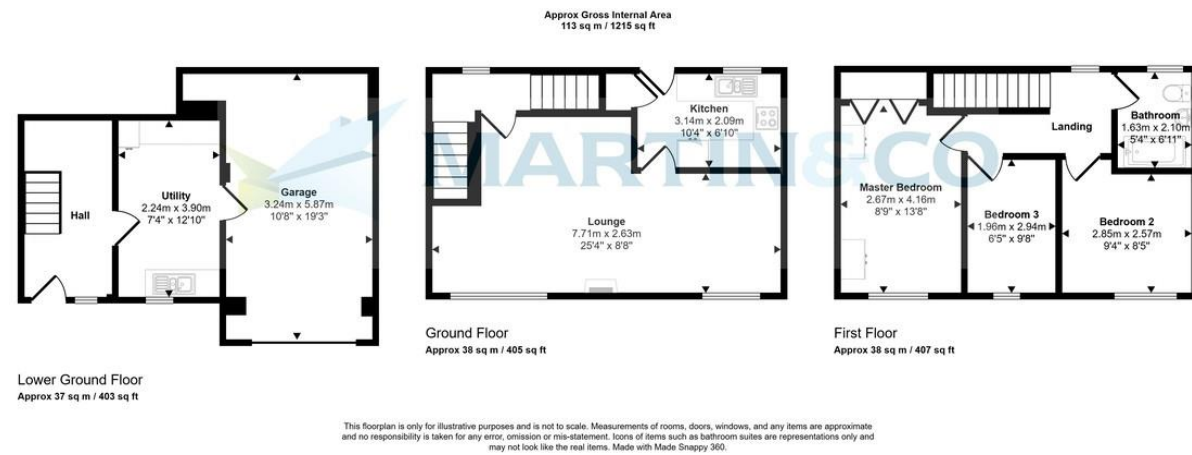 Approx Gross Internal Area
113 sq m / 1215 sq ft
MARTIN&CO
Hall
Utility
2.24m x 3.90m
7'4" x 12'10"
Garage
3.24m x 5.87m
10'8" x 19'3"
Lower Ground Floor
Approx 37 sq m / 403 sq ft
Kitchen
3.14m x 2.09m
10'4" x 6'10"
Lounge
7.71m x 2.63m
25'4" x 8'8"
Ground Floor
Approx 38 sq m / 405 sq ft
Bathroom
1.63m x 2.10m
5'4" x 6'11"
Landing
Master Bedroom
2.67m x 4.16m
8'9" x 13'8"
Bedroom 3
1.96m x 2.94m
6'5" x 9'8"
Bedroom 2
2.85m x 2.57m
9'4" x 8'5"
First Floor
Approx 38 sq m / 407 sq ft
This floorplan is only for illustrative purposes and is not to scale. Measurements of rooms, doors, windows, and any items are approximate
and no responsibility is taken for any error, omission or mis-statement. Icons of items such as bathroom suites are representations only and
may not look like the real items. Made with Made Snappy 360.